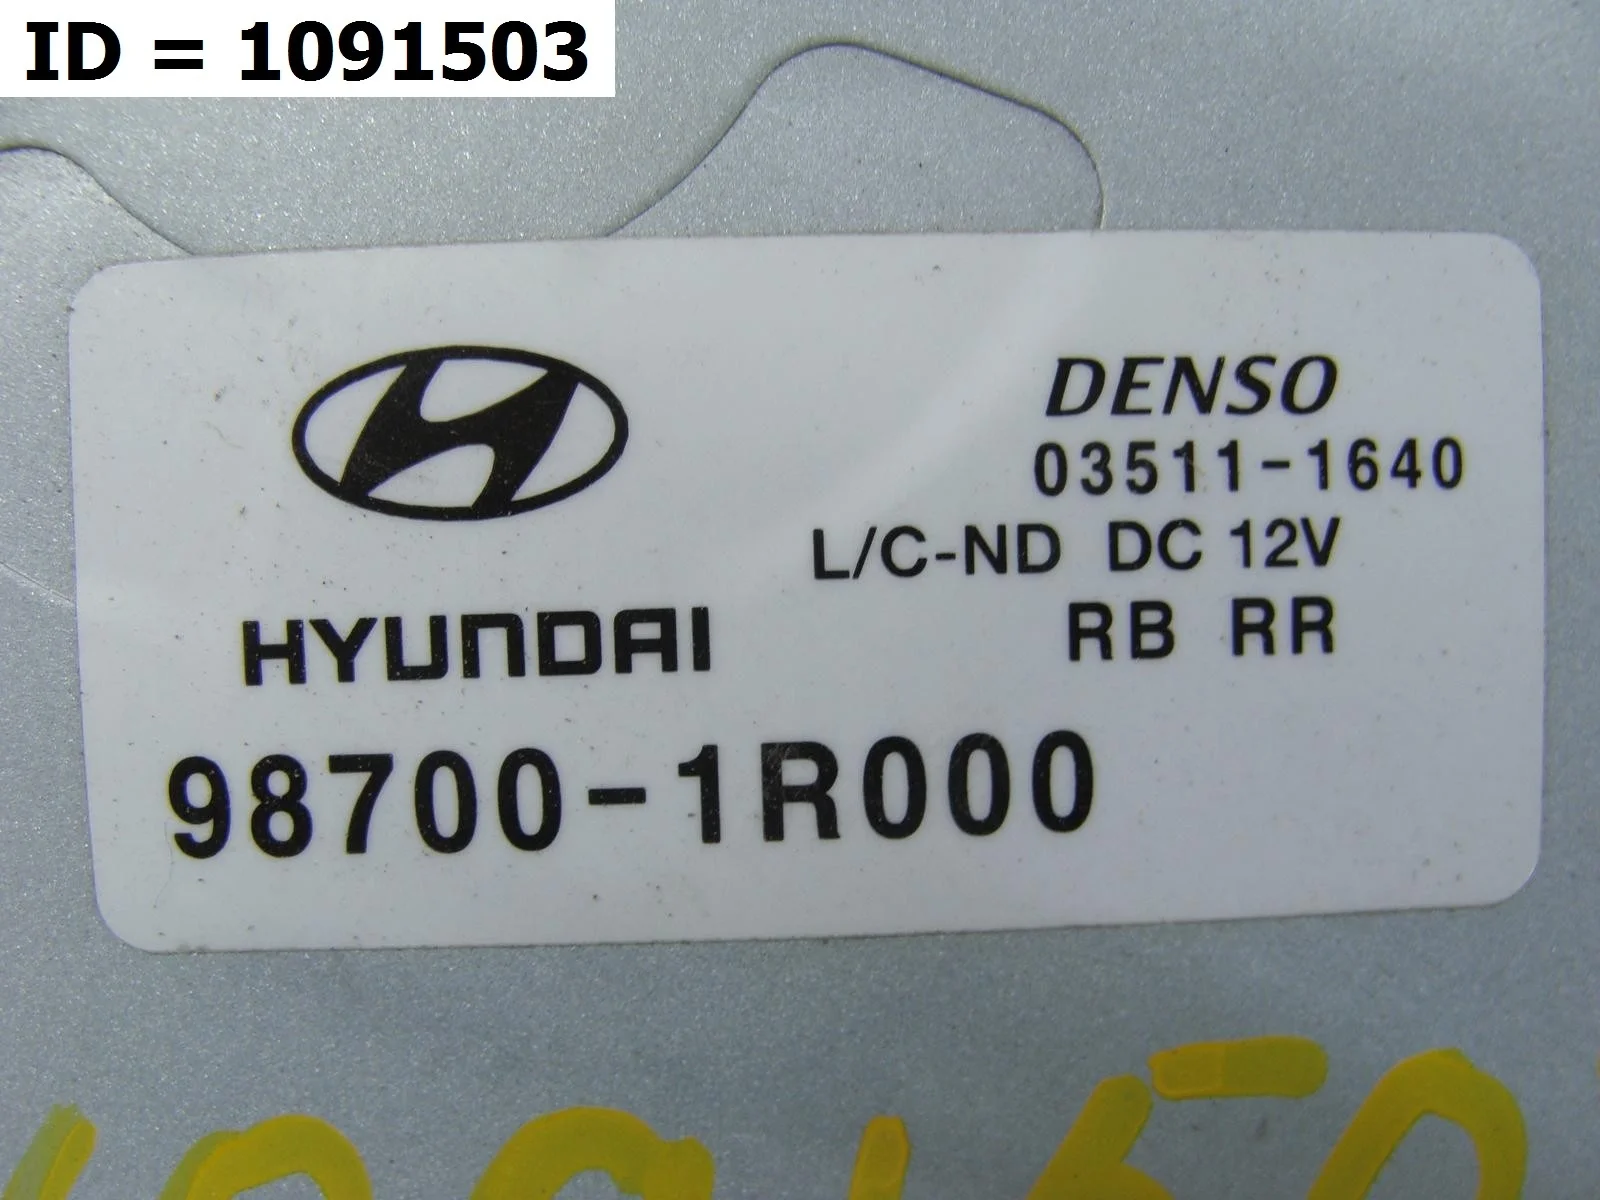 ID = 1091503
DENSO
03511-1640
L/C-ND DC 12V
RB RR
HYUNDAI
98700-1R000